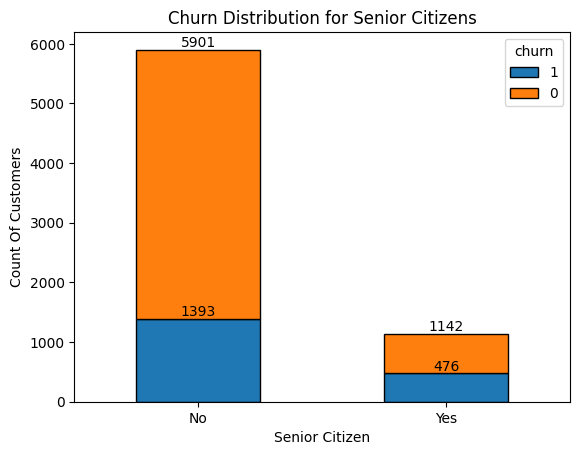 Churn Distribution for Senior Citizens
churn
1
0
6000
5000
4000
3000
2000
1000
0
Count Of Customers
5901
1393
1142
476
No
Yes
Senior Citizen